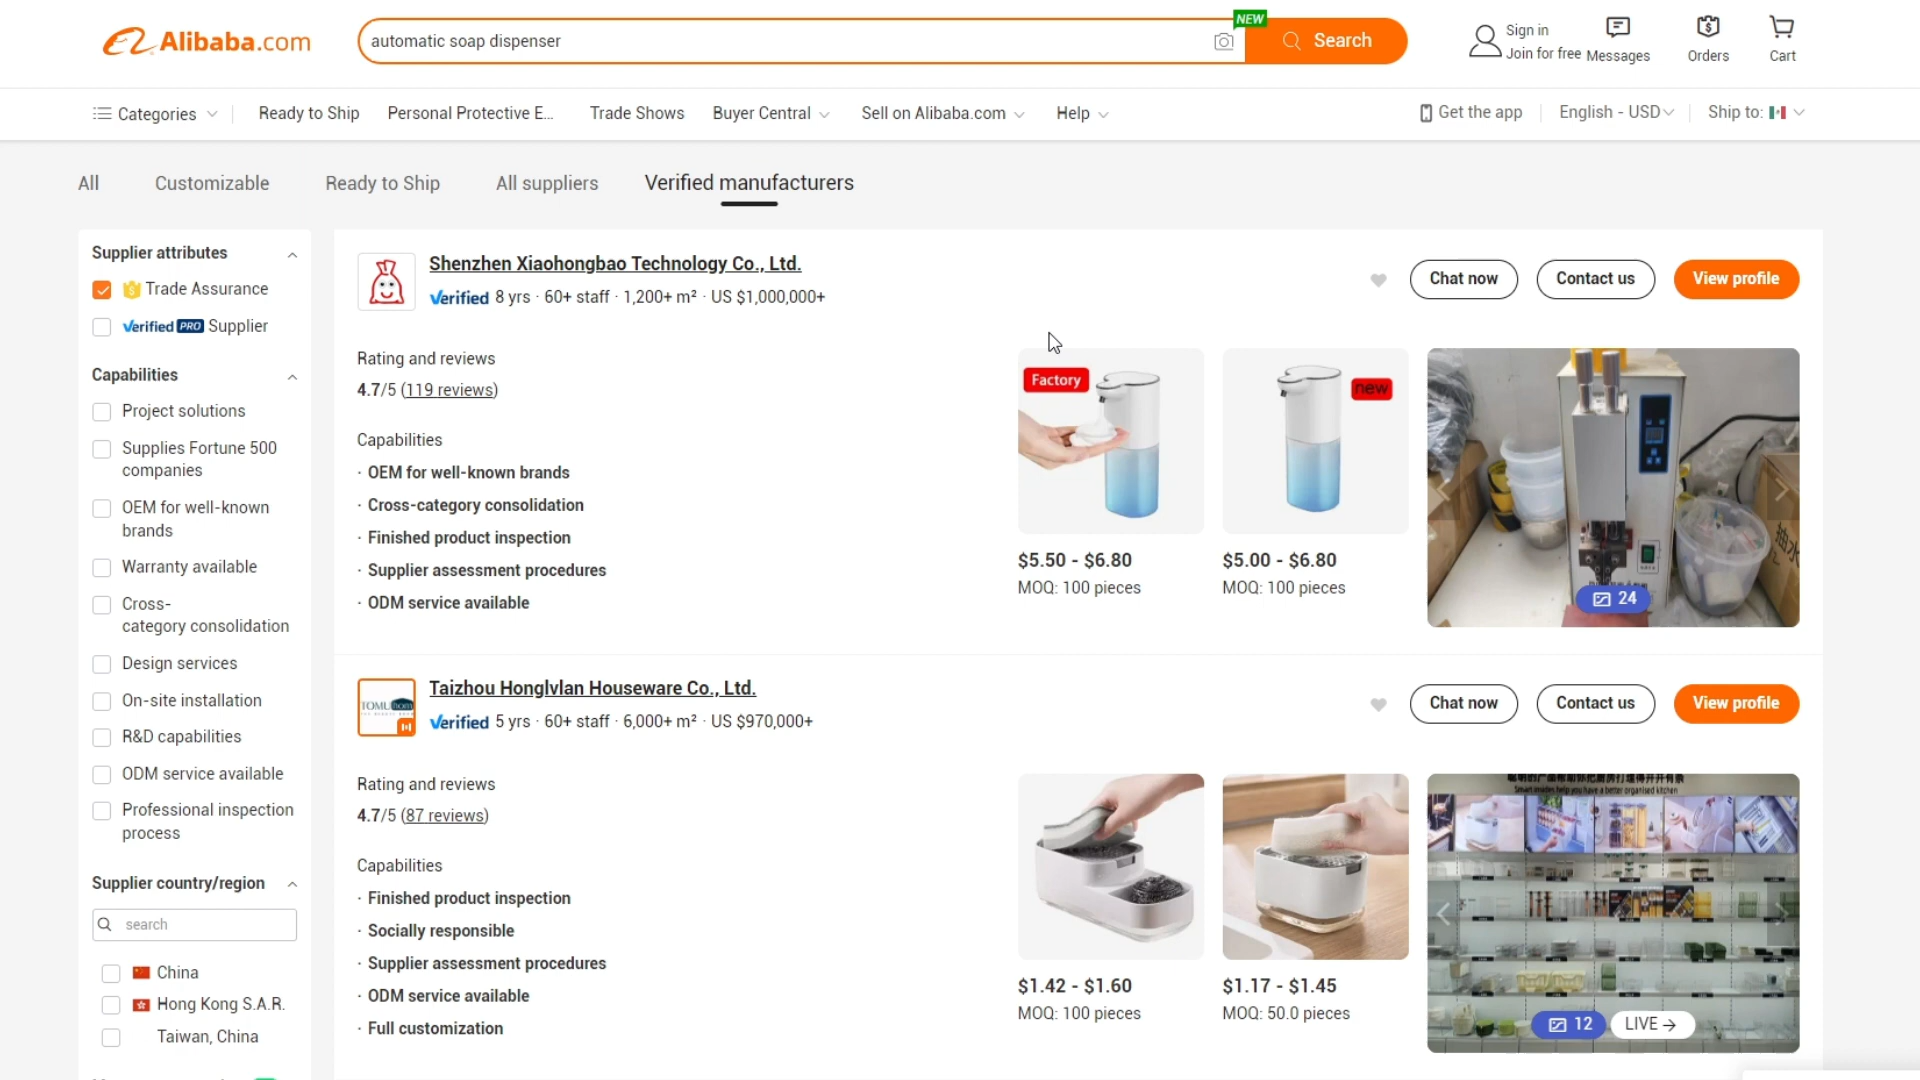 Alibaba.com
automatic soap dispenser
NEW
Search
Sign in
Join for free
Messages
Orders
Cart
Categories
Ready to Ship
Personal Protective E...
Trade Shows
Buyer Central
Sell on Alibaba.com
Help
Get the app
English - USD
Ship to:
All
Customizable
Ready to Ship
All suppliers
Verified manufacturers
Supplier attributes
Trade Assurance
Verified PRO Supplier
Capabilities
Project solutions
Supplies Fortune 500
companies
OEM for well-known
brands
Warranty available
Cross-
category consolidation
Design services
On-site installation
R&D capabilities
ODM service available
Professional inspection
process
Supplier country/region
search
China
Hong Kong S.A.R.
Taiwan, China
Shenzhen Xiaohongbao Technology Co., Ltd.
Verified 8 yrs · 60+ staff · 1,200+ m² · US $1,000,000+
Chat now
Contact us
View profile
Rating and reviews
4.7/5 (119 reviews)
Capabilities
· OEM for well-known brands
· Cross-category consolidation
· Finished product inspection
· Supplier assessment procedures
· ODM service available
Factory
$5.50 - $6.80
MOQ: 100 pieces
new
$5.00 - $6.80
MOQ: 100 pieces
抽水
24
Taizhou Honglvlan Houseware Co., Ltd.
TOMUhom
Verified 5 yrs · 60+ staff · 6,000+ m² · US $970,000+
Chat now
Contact us
View profile
Rating and reviews
4.7/5 (87 reviews)
Capabilities
· Finished product inspection
· Socially responsible
· Supplier assessment procedures
· ODM service available
· Full customization
$1.42 - $1.60
MOQ: 100 pieces
$1.17 - $1.45
MOQ: 50.0 pieces
help you have a better organised kitchen
12
LIVE